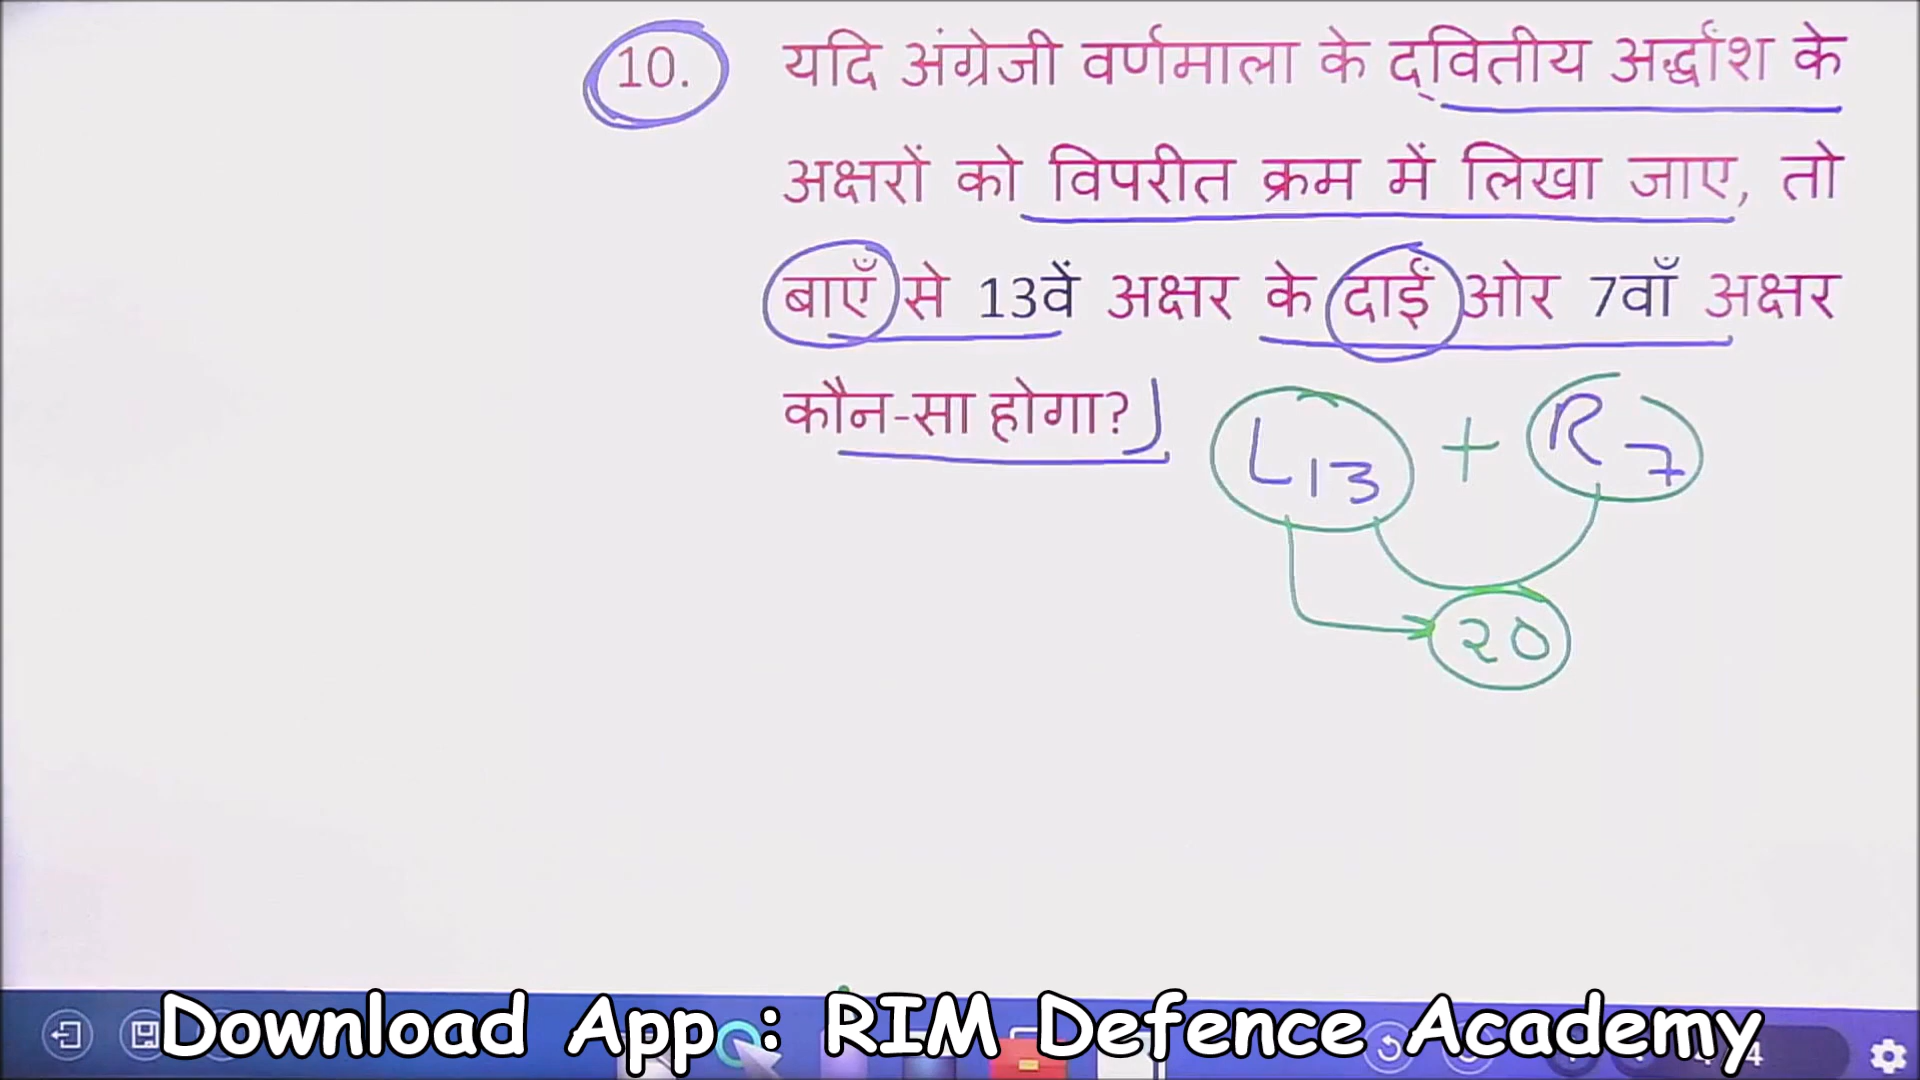 10. यदि अंग्रेजी वर्णमाला के द्वितीय अर्द्धांश के
अक्षरों को विपरीत क्रम में लिखा जाए, तो
बाएँ से 13वें अक्षर के दाईं ओर 7वाँ अक्षर
कौन-सा होगा?
L13 + R7
20
Download App : RIM Defence Academy